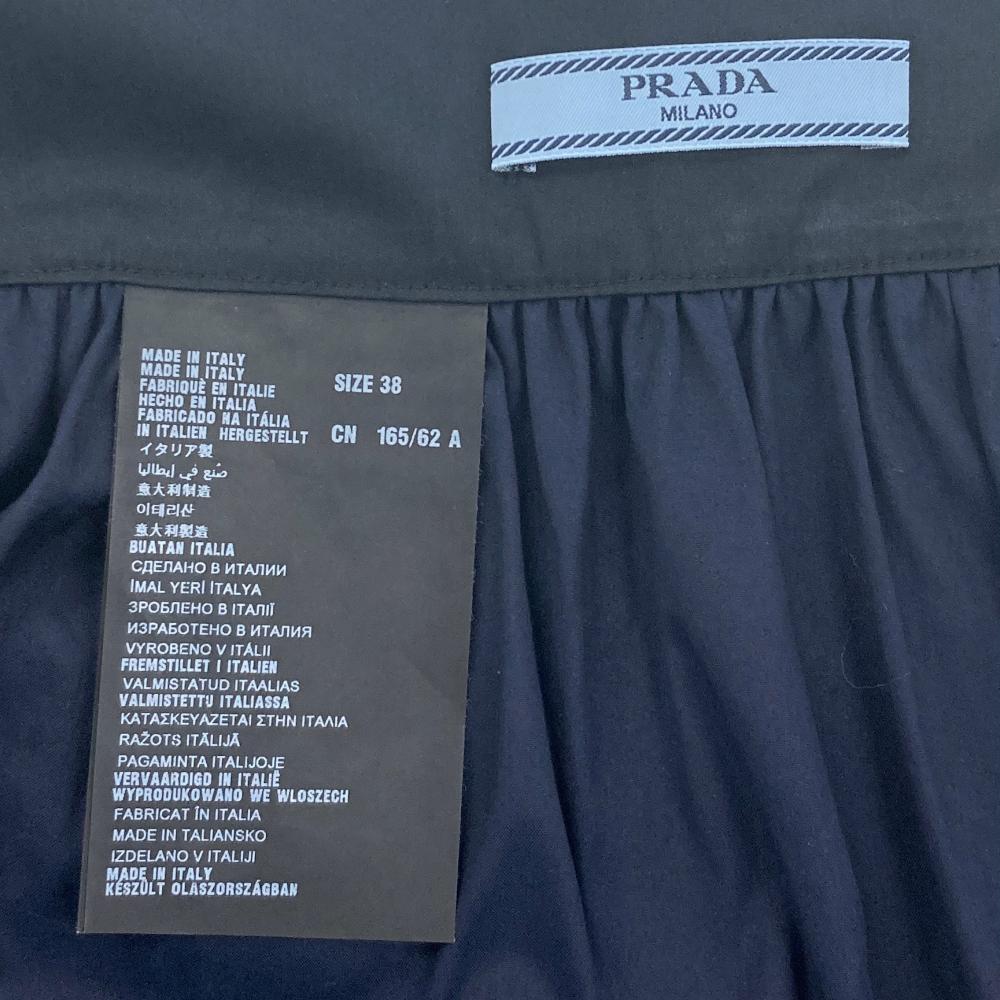 PRADA
MILANO
MADE IN ITALY
MADE IN ITALY
FABRIQUÈ EN ITALIE
HECHO EN ITALIA
FABRICADO NA ITÁLIA
IN ITALIEN HERGESTELLT
SIZE 38
CN 165/62 A
イタリア製
صُنع في إيطاليا
意大利制造
이태리산
意大利製造
BUATAN ITALIA
СДЕЛАНО В ИТАЛИИ
İMAL YERİ İTALYA
ЗРОБЛЕНО В ІТАЛІЇ
ИЗРАБОТЕНО В ИТАЛИЯ
VYROBENO V ITÁLII
FREMSTILLET I ITALIEN
VALMISTATUD ITAALIAS
VALMISTETTU ITALIASSA
ΚΑΤΑΣΚΕΥΑΖΕΤΑΙ ΣΤΗΝ ΙΤΑΛΙΑ
RAŽOTS ITĀLIJĀ
PAGAMINTA ITALIJOJE
VERVAARDIGD IN ITALIË
WYPRODUKOWANO WE WLOSZECH
FABRICAT ÎN ITALIA
MADE IN TALIANSKO
IZDELANO V ITALIJI
MADE IN ITALY
KÉSZÜLT OLASZORSZÁGBAN